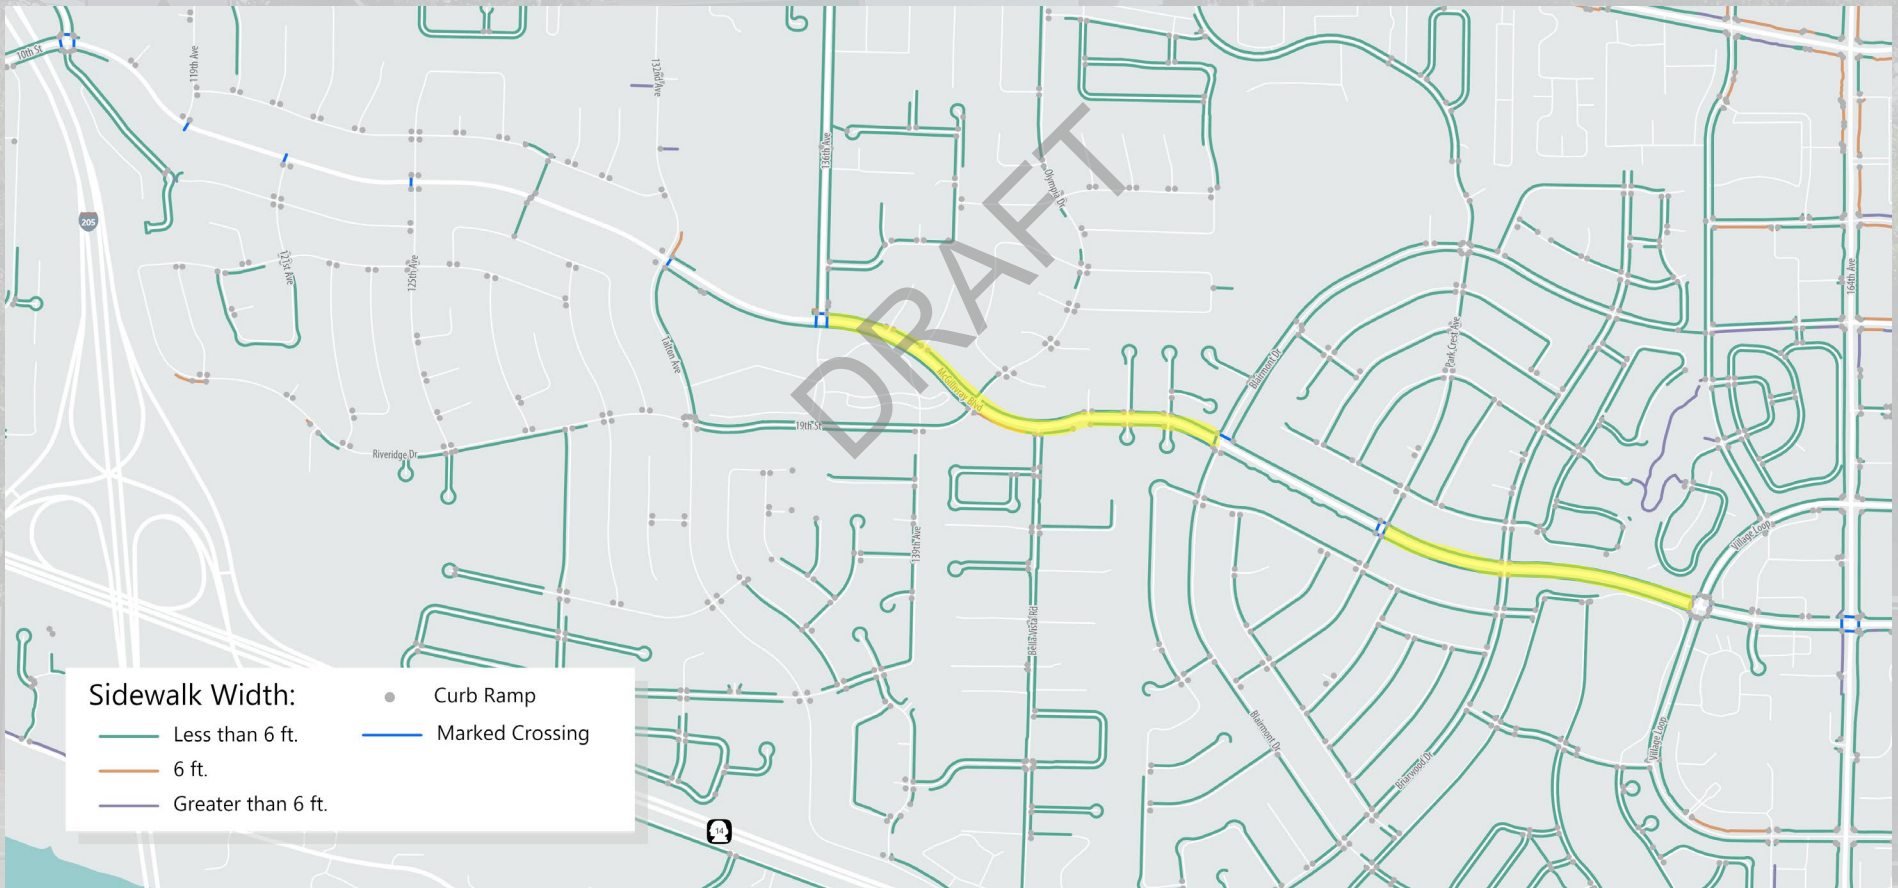 10th St
119th Ave
132nd Ave
136th Ave
Olympia Dr
205
121st Ave
125th Ave
164th Ave
Talton Ave
Blairmont Dr
Park Crest Ave
McGillivray Blvd
19th St
DRAFT
Riveridge Dr
139th Ave
Village Loop
Bella Vista Rd
Blairmont Dr
Village Loop
Briarwood Dr
14
Sidewalk Width:
Less than 6 ft.
6 ft.
Greater than 6 ft.
Curb Ramp
Marked Crossing